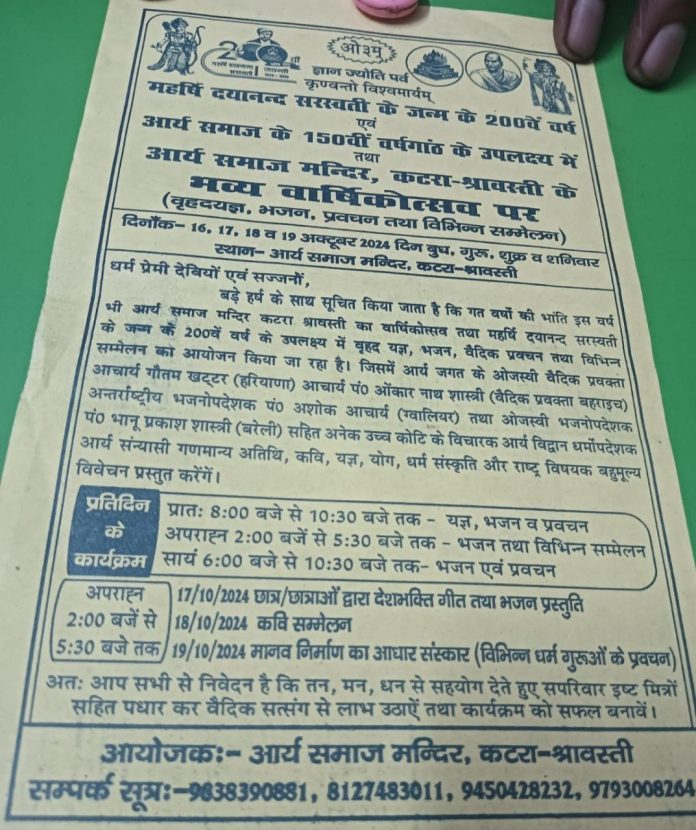 ओ३म्
200 वीं
महर्षि दयानन्द सरस्वती जयन्ती
ज्ञान ज्योति पर्व
कृण्वन्तो विश्वमार्यम्
महर्षि दयानन्द सरस्वती के जन्म के 200वें वर्ष
एवं
आर्य समाज के 150वीं वर्षगांठ के उपलक्ष्य में
तथा
आर्य समाज मन्दिर, कटरा-श्रावस्ती के
भव्य वार्षिकोत्सव पर
(वृहदयज्ञ, भजन, प्रवचन तथा विभिन्न सम्मेलन)
दिनाँक- 16, 17, 18 व 19 अक्टूबर 2024 दिन बुध, गुरू, शुक्र व शनिवार
स्थान- आर्य समाज मन्दिर, कटरा-श्रावस्ती
धर्म प्रेमी देवियों एवं सज्जनों,
बड़े हर्ष के साथ सूचित किया जाता है कि गत वर्षो की भांति इस वर्ष
भी आर्य समाज मन्दिर कटरा श्रावस्ती का वार्षिकोत्सव तथा महर्षि दयानन्द सरस्वती
के जन्म के 200वें वर्ष के उपलक्ष्य में वृहद यज्ञ, भजन, वैदिक प्रवचन तथा विभिन्न
सम्मेलन का आयोजन किया जा रहा है। जिसमें आर्य जगत के ओजस्वी वैदिक प्रवक्ता
आचार्य गौतम खट्टर (हरियाणा) आचार्य पं० ओंकार नाथ शास्त्री (वैदिक प्रवक्ता बहराइच)
अन्तर्राष्ट्रीय भजनोपदेशक पं० अशोक आचार्य (ग्वालियर) तथा ओजस्वी भजनोपदेशक
पं० भानू प्रकाश शास्त्री (बरेली) सहित अनेक उच्च कोटि के विचारक आर्य विद्वान धर्मोपदेशक
आर्य संन्यासी गणमान्य अतिथि, कवि, यज्ञ, योग, धर्म संस्कृति और राष्ट्र विषयक बहुमूल्य
विवेचन प्रस्तुत करेंगें।
प्रतिदिन के कार्यक्रम
प्रातः 8:00 बजे से 10:30 बजे तक - यज्ञ, भजन व प्रवचन
अपराह्न 2:00 बजे से 5:30 बजे तक - भजन तथा विभिन्न सम्मेलन
सायं 6:00 बजे से 10:30 बजे तक- भजन एवं प्रवचन
अपराह्न
2:00 बजें से
5:30 बजे तक
17/10/2024 छात्र/छात्राओं द्वारा देशभक्ति गीत तथा भजन प्रस्तुति
18/10/2024 कवि सम्मेलन
19/10/2024 मानव निर्माण का आधार संस्कार (विभिन्न धर्म गुरूओं के प्रवचन)
अतः आप सभी से निवेदन है कि तन, मन, धन से सहयोग देते हुए सपरिवार इष्ट मित्रों
सहित पधार कर वैदिक सत्संग से लाभ उठाऐं तथा कार्यक्रम को सफल बनावें।
आयोजकः- आर्य समाज मन्दिर, कटरा-श्रावस्ती
सम्पर्क सूत्रः-9838390881, 8127483011, 9450428232, 9793008264